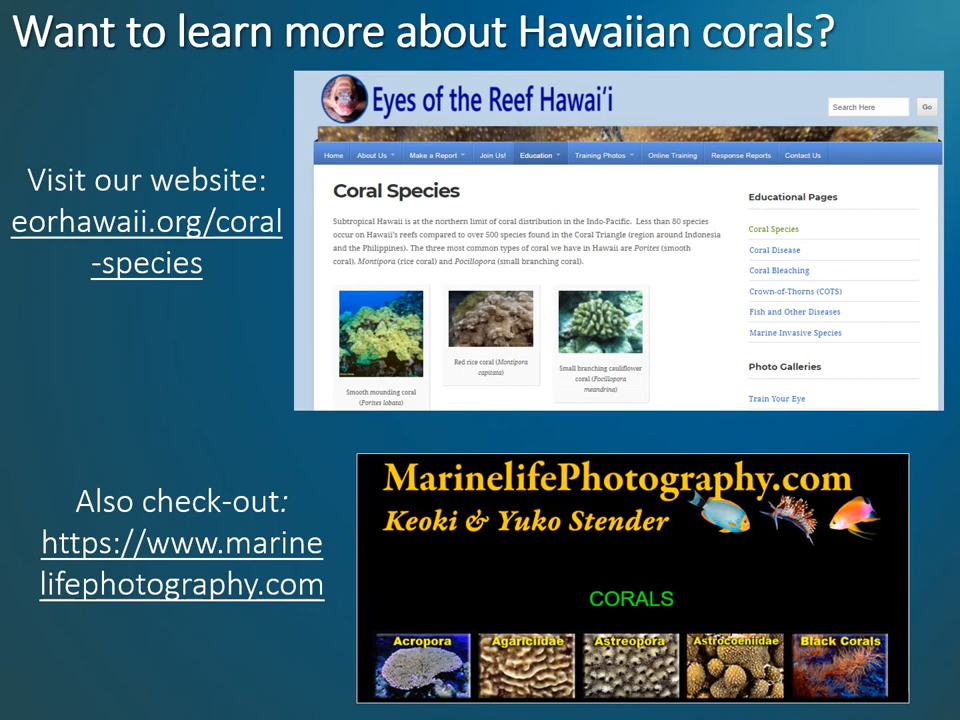 Want to learn more about Hawaiian corals?
Visit our website:
eorhawaii.org/coral
-species
Eyes of the Reef Hawai‘i
Search Here
Go
Home
About Us
Make a Report
Join Us!
Education
Training Photos
Online Training
Response Reports
Contact Us
Coral Species
Subtropical Hawaii is at the northern limit of coral distribution in the Indo-Pacific. Less than 80 species
occur on Hawaii's reefs compared to over 500 species found in the Coral Triangle (region around Indonesia
and the Philippines). The three most common types of coral we have in Hawaii are Porites (smooth
coral), Montipora (rice coral) and Pocillopora (small branching coral).
Smooth mounding coral
(Porites lobata)
Red rice coral (Montipora
capitata)
Small branching cauliflower
coral (Pocillopora
meandrina)
Educational Pages
Coral Species
Coral Disease
Coral Bleaching
Crown-of-Thorns (COTS)
Fish and Other Diseases
Marine Invasive Species
Photo Galleries
Train Your Eye
Also check-out:
https://www.marine
lifephotography.com
MarinelifePhotography.com
Keoki & Yuko Stender
CORALS
Acropora
Agariciidae
Astreopora
Astrocoeniidae
Black Corals